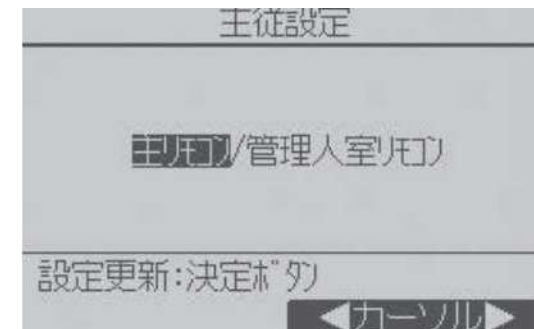 主従設定
主ﾘﾓｺﾝ/管理人室ﾘﾓｺﾝ
設定更新:決定ﾎﾞﾀﾝ
◀カーソル▶